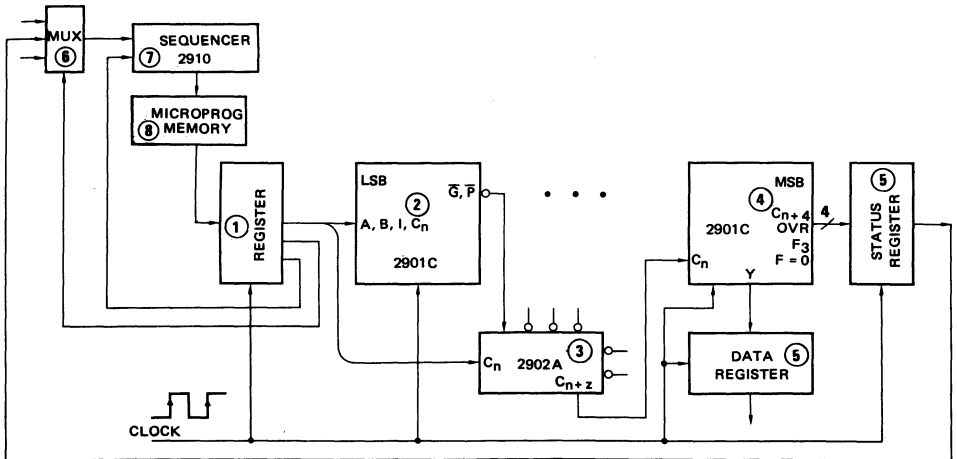 MUX
6
SEQUENCER
7 2910
MICROPROG
8 MEMORY
1
REGISTER
LSB
2
G̅, P̅
A, B, I, Cn
2901C
• • •
MSB
4
2901C
Cn+4
OVR
F3
F = 0
Cn
Y
4
5
STATUS
REGISTER
3
Cn 2902A
Cn+z
DATA 5
REGISTER
CLOCK